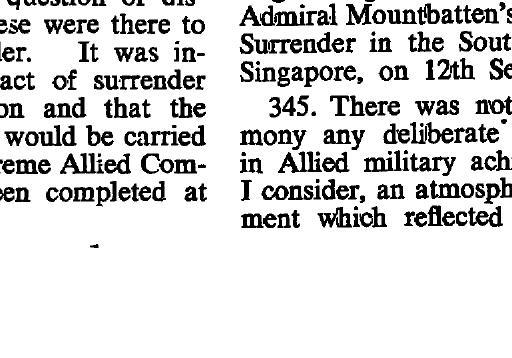 question of dis-
ese were there to
der. It was in-
act of surrender
on and that the
would be carried
reme Allied Com-
een completed at
Admiral Mountbatten's
Surrender in the Sout
Singapore, on 12th Se
345. There was not
mony any deliberate
in Allied military achi
I consider, an atmosph
ment which reflected